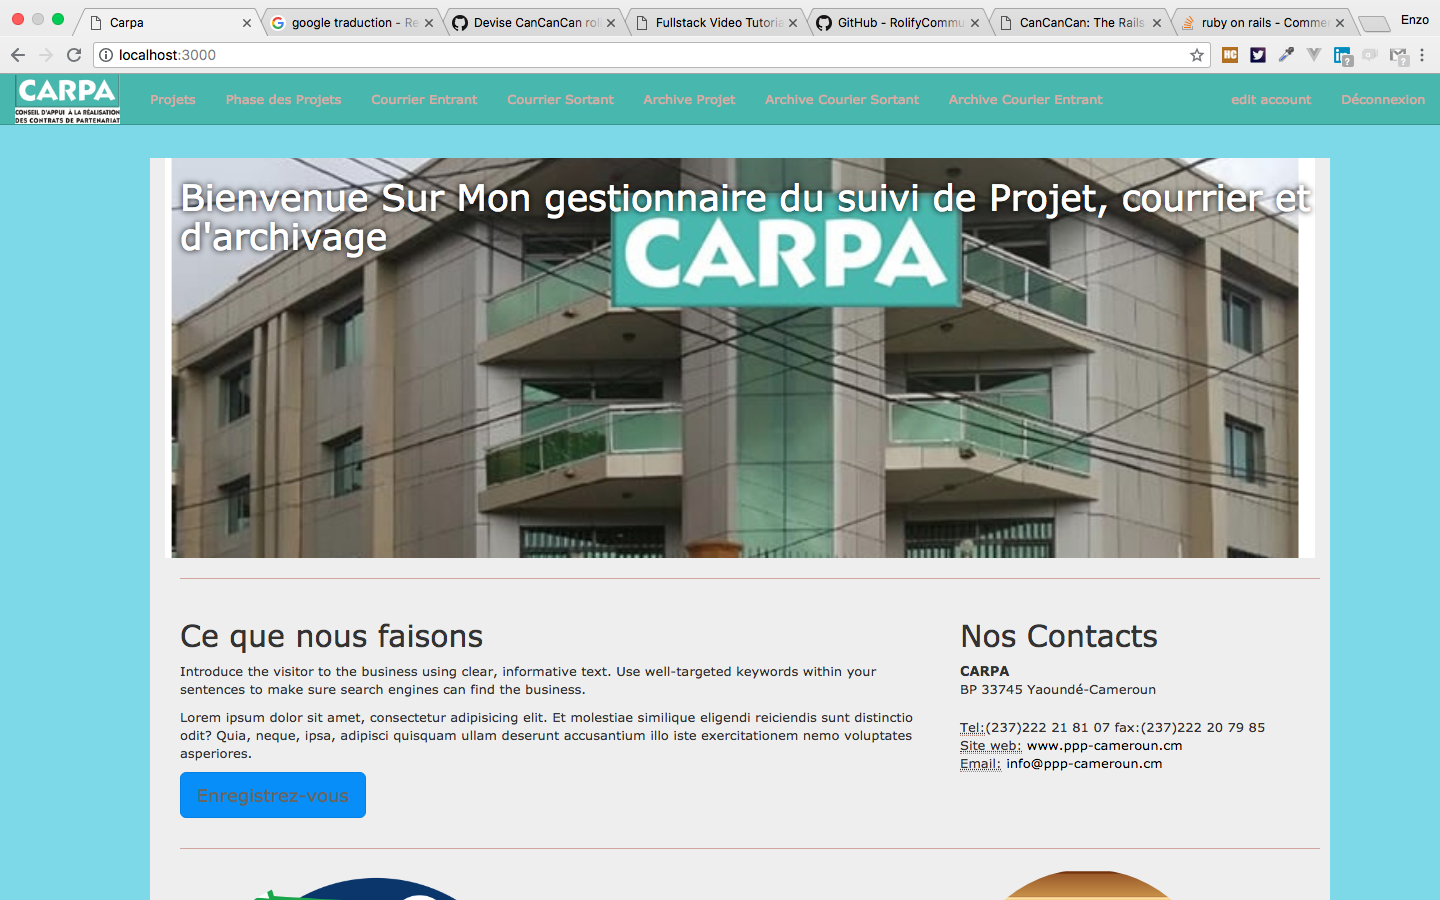 Carpa
google traduction - Re
Devise CanCanCan rol
Fullstack Video Tutoria
GitHub - RolifyCommu
CanCanCan: The Rails
ruby on rails - Comme
Enzo
localhost:3000
CARPA
CONSEIL D'APPUI A LA REALISATION
DES CONTRATS DE PARTENARIAT
Projets
Phase des Projets
Courrier Entrant
Courrier Sortant
Archive Projet
Archive Courier Sortant
Archive Courier Entrant
edit account
Déconnexion
Bienvenue Sur Mon gestionnaire du suivi de Projet, courrier et
d'archivage
CARPA
Ce que nous faisons
Introduce the visitor to the business using clear, informative text. Use well-targeted keywords within your
sentences to make sure search engines can find the business.
Lorem ipsum dolor sit amet, consectetur adipisicing elit. Et molestiae similique eligendi reiciendis sunt distinctio
odit? Quia, neque, ipsa, adipisci quisquam ullam deserunt accusantium illo iste exercitationem nemo voluptates
asperiores.
Enregistrez-vous
Nos Contacts
CARPA
BP 33745 Yaoundé-Cameroun
Tel:(237)222 21 81 07 fax:(237)222 20 79 85
Site web: www.ppp-cameroun.cm
Email: info@ppp-cameroun.cm